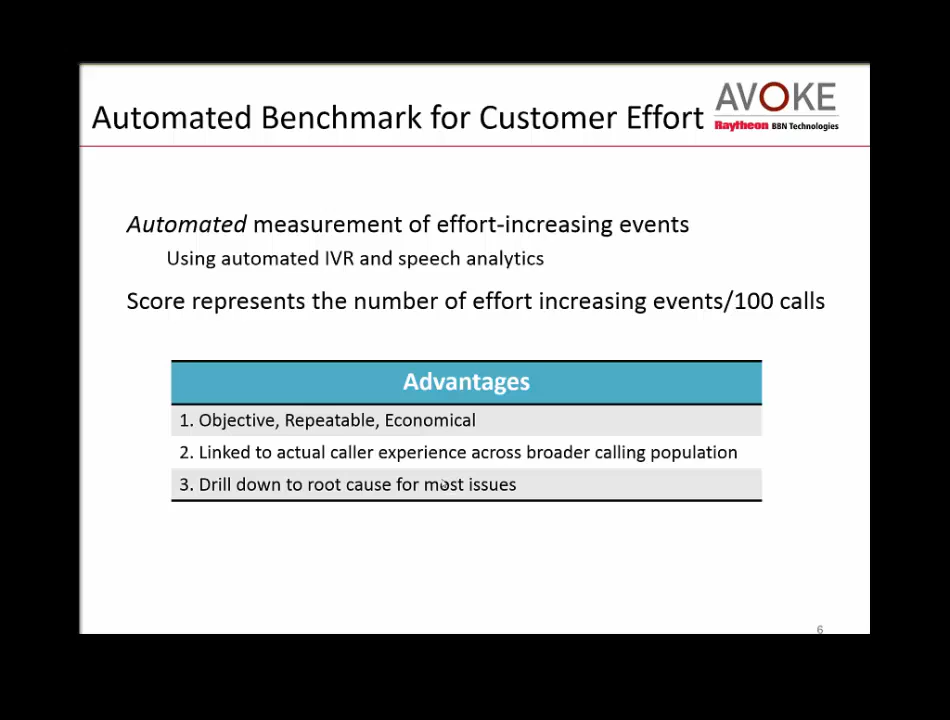 Automated Benchmark for Customer Effort
AVOKE
Raytheon BBN Technologies
Automated measurement of effort-increasing events
Using automated IVR and speech analytics
Score represents the number of effort increasing events/100 calls
Advantages
1. Objective, Repeatable, Economical
2. Linked to actual caller experience across broader calling population
3. Drill down to root cause for most issues
6